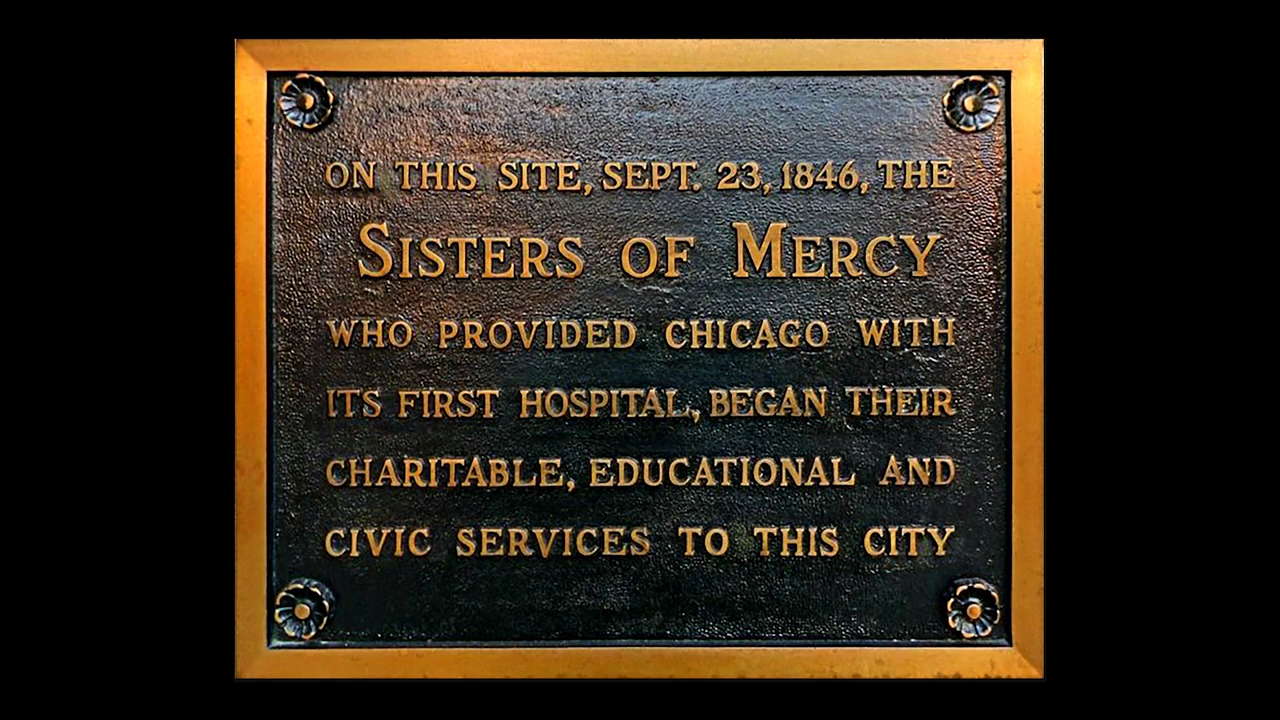 ON THIS SITE, SEPT. 23, 1846, THE
SISTERS OF MERCY
WHO PROVIDED CHICAGO WITH
ITS FIRST HOSPITAL, BEGAN THEIR
CHARITABLE, EDUCATIONAL AND
CIVIC SERVICES TO THIS CITY